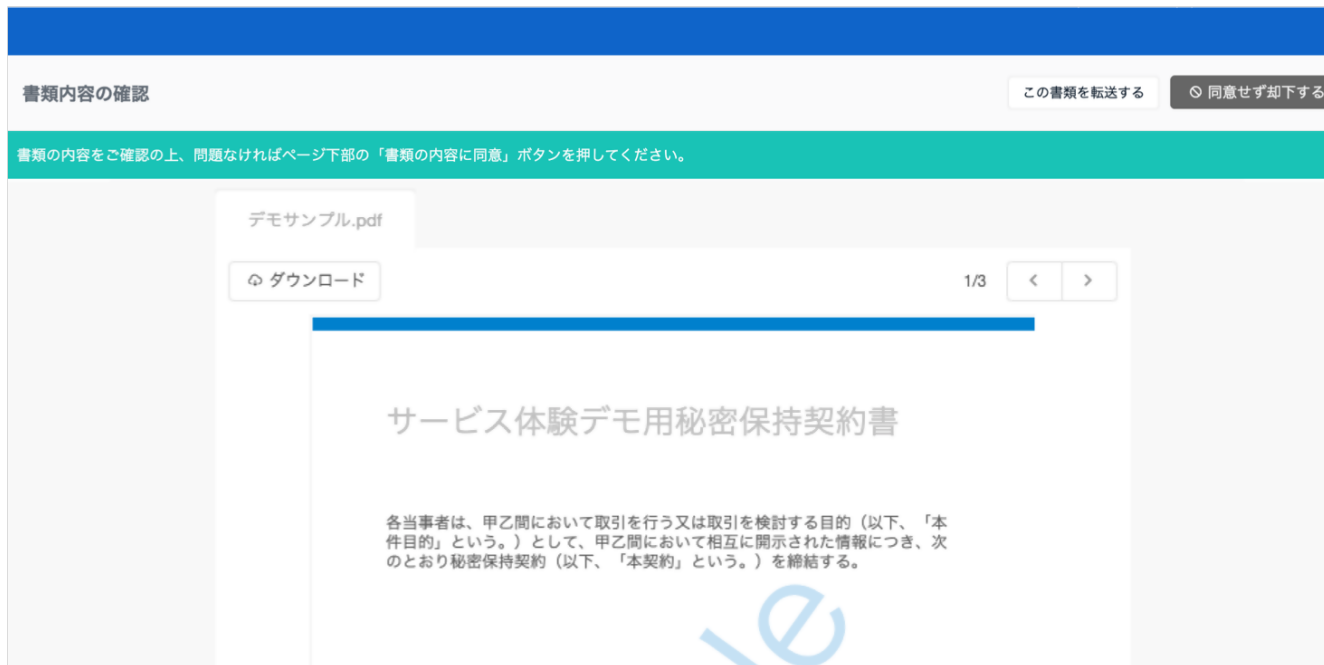 書類内容の確認
この書類を転送する
同意せず却下する
書類の内容をご確認の上、問題なければページ下部の「書類の内容に同意」ボタンを押してください。
デモサンプル.pdf
ダウンロード
1/3
サービス体験デモ用秘密保持契約書
各当事者は、甲乙間において取引を行う又は取引を検討する目的（以下、「本
件目的」という。）として、甲乙間において相互に開示された情報につき、次
のとおり秘密保持契約（以下、「本契約」という。）を締結する。
le